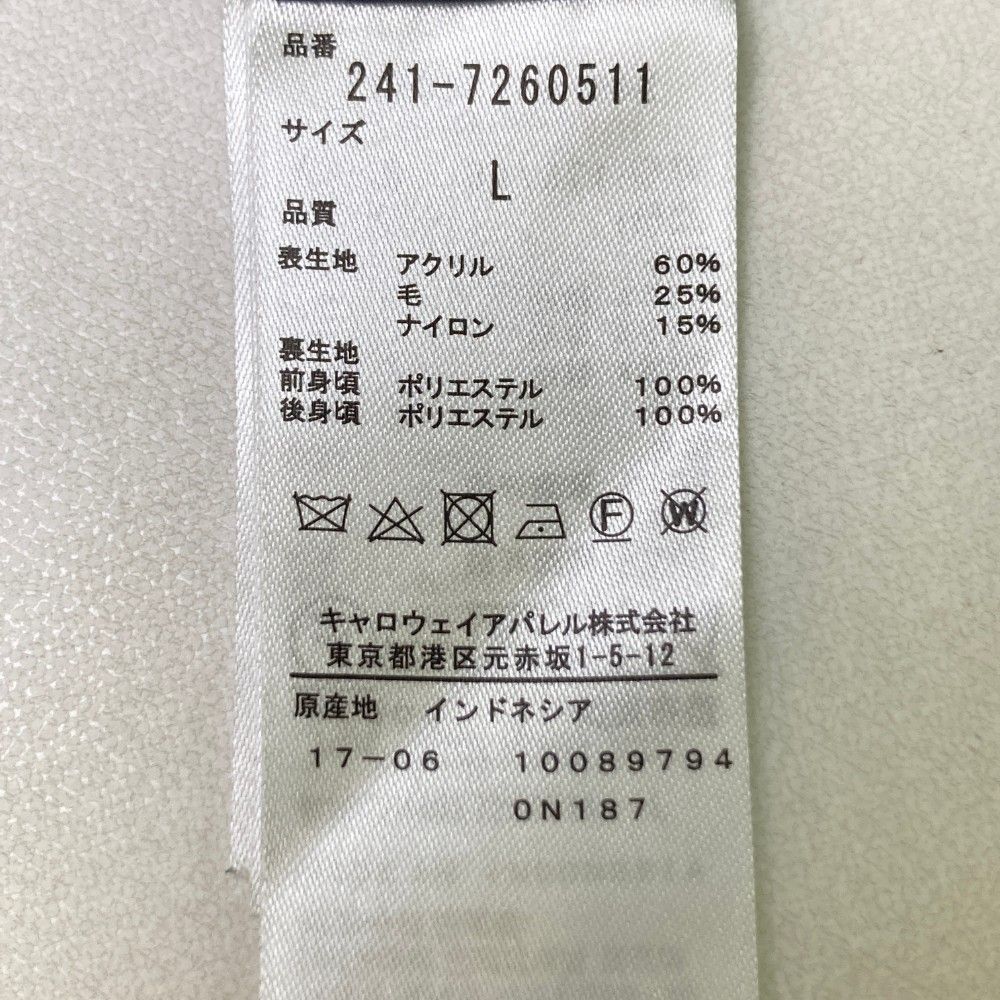 品番
241-7260511
サイズ
L
品質
表生地 アクリル 60%
毛 25%
ナイロン 15%
裏生地
前身頃 ポリエステル 100%
後身頃 ポリエステル 100%
F W
キャロウェイアパレル株式会社
東京都港区元赤坂1-5-12
原産地 インドネシア
17-06 10089794
0N187